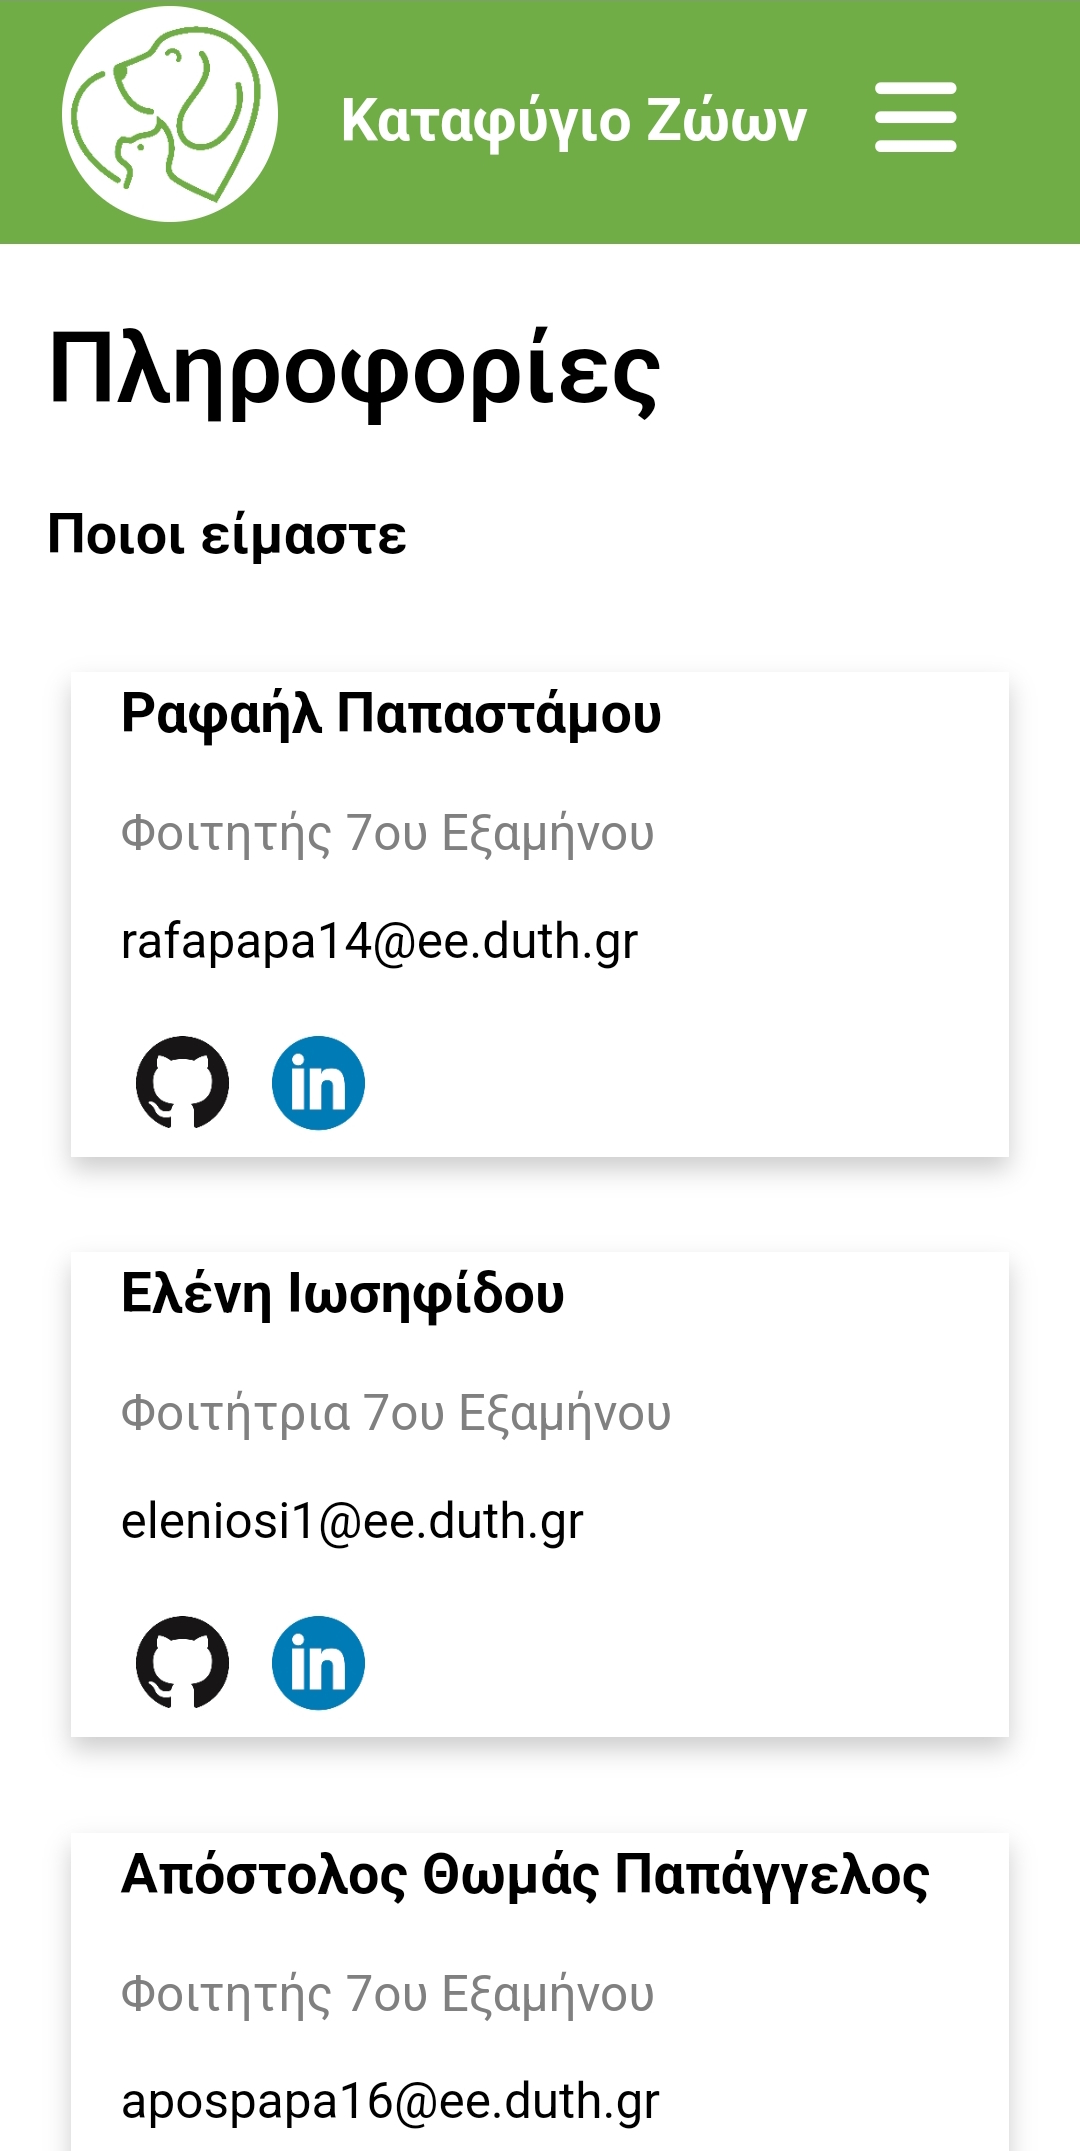 Καταφύγιο Ζώων
Πληροφορίες
Ποιοι είμαστε
Ραφαήλ Παπαστάμου
Φοιτητής 7ου Εξαμήνου
rafapapa14@ee.duth.gr
in
Ελένη Ιωσηφίδου
Φοιτήτρια 7ου Εξαμήνου
eleniosi1@ee.duth.gr
in
Απόστολος Θωμάς Παπάγγελος
Φοιτητής 7ου Εξαμήνου
apospapa16@ee.duth.gr